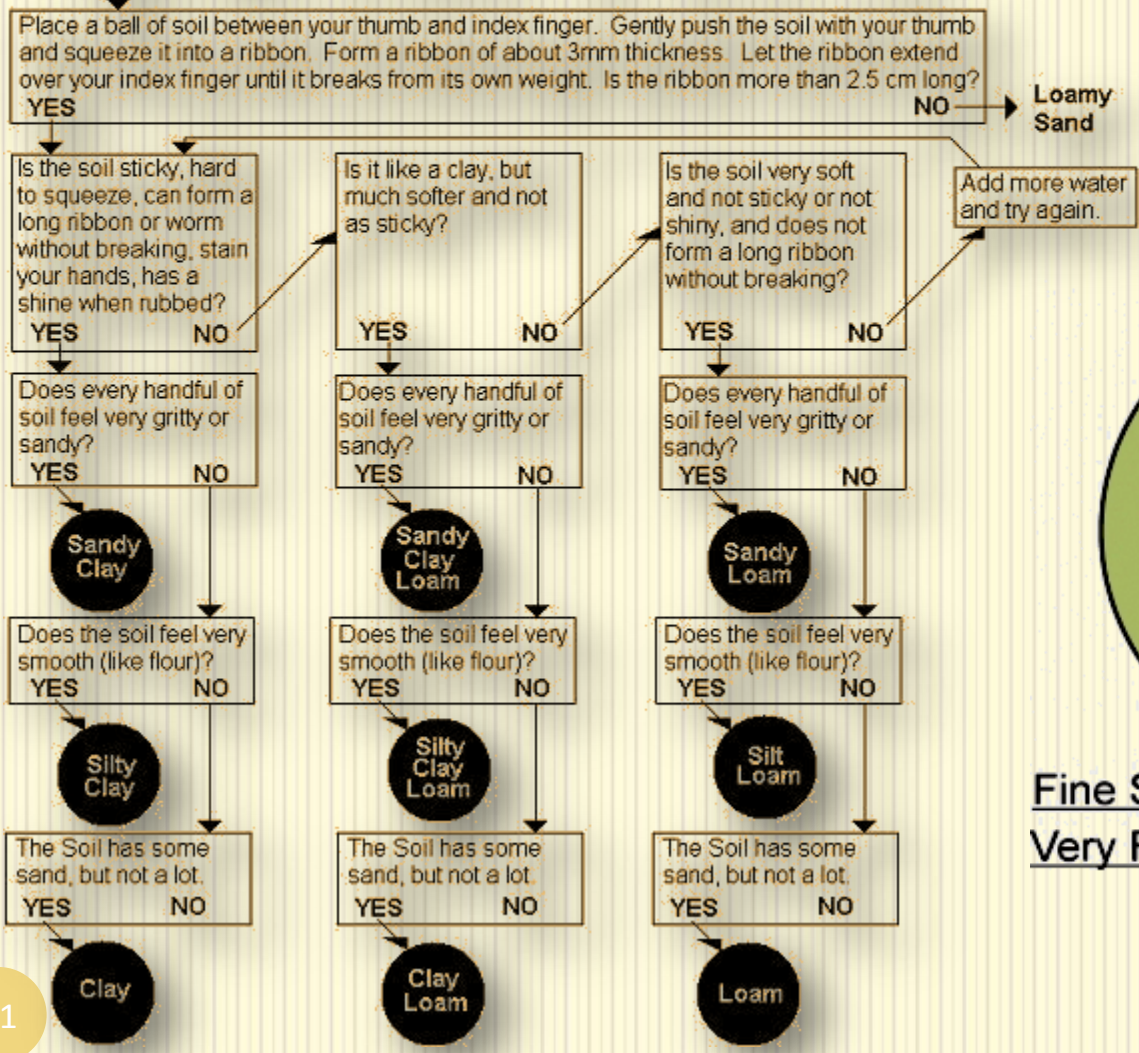 Place a ball of soil between your thumb and index finger. Gently push the soil with your thumb
and squeeze it into a ribbon. Form a ribbon of about 3mm thickness. Let the ribbon extend
over your index finger until it breaks from its own weight. Is the ribbon more than 2.5 cm long?
YES
NO
Loamy
Sand
Is the soil sticky, hard
to squeeze, can form a
long ribbon or worm
without breaking, stain
your hands, has a
shine when rubbed?
YES NO
Is it like a clay, but
much softer and not
as sticky?
YES NO
Is the soil very soft
and not sticky or not
shiny, and does not
form a long ribbon
without breaking?
YES NO
Add more water
and try again.
Does every handful of
soil feel very gritty or
sandy?
YES NO
Does every handful of
soil feel very gritty or
sandy?
YES NO
Does every handful of
soil feel very gritty or
sandy?
YES NO
Sandy
Clay
Sandy
Clay
Loam
Sandy
Loam
Does the soil feel very
smooth (like flour)?
YES NO
Does the soil feel very
smooth (like flour)?
YES NO
Does the soil feel very
smooth (like flour)?
YES NO
Silty
Clay
Silty
Clay
Loam
Silt
Loam
Fine
Very
The Soil has some
sand, but not a lot.
YES NO
The Soil has some
sand, but not a lot.
YES NO
The Soil has some
sand, but not a lot.
YES NO
Clay
Clay
Loam
Loam
1